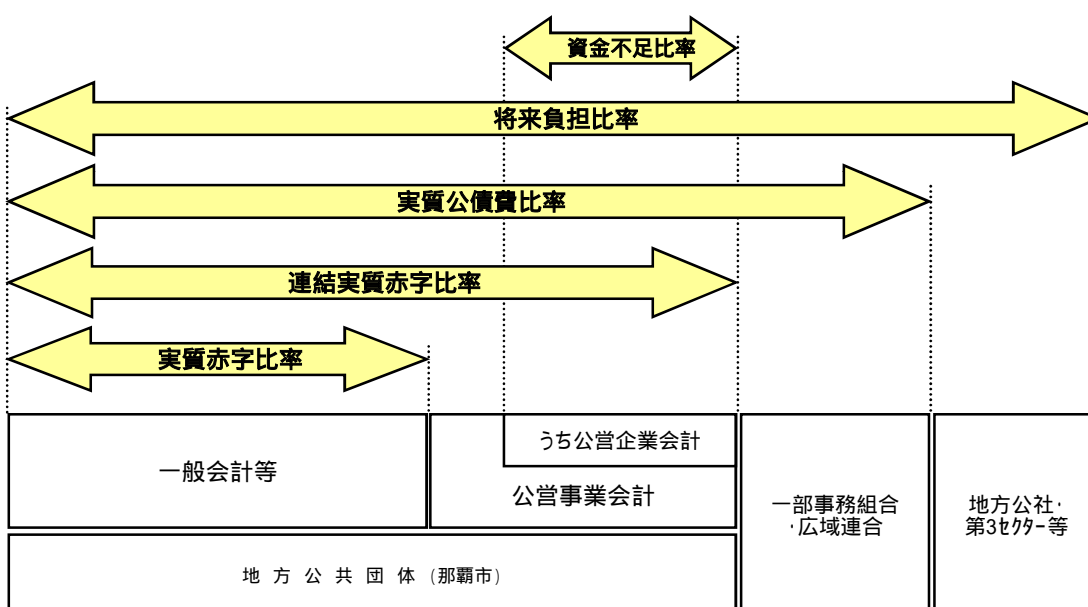 資金不足比率
将来負担比率
実質公債費比率
連結実質赤字比率
実質赤字比率
一般会計等
うち公営企業会計
公営事業会計
一部事務組合
・広域連合
地方公社・
第3ｾｸﾀｰ等
地 方 公 共 団 体 (那覇市)